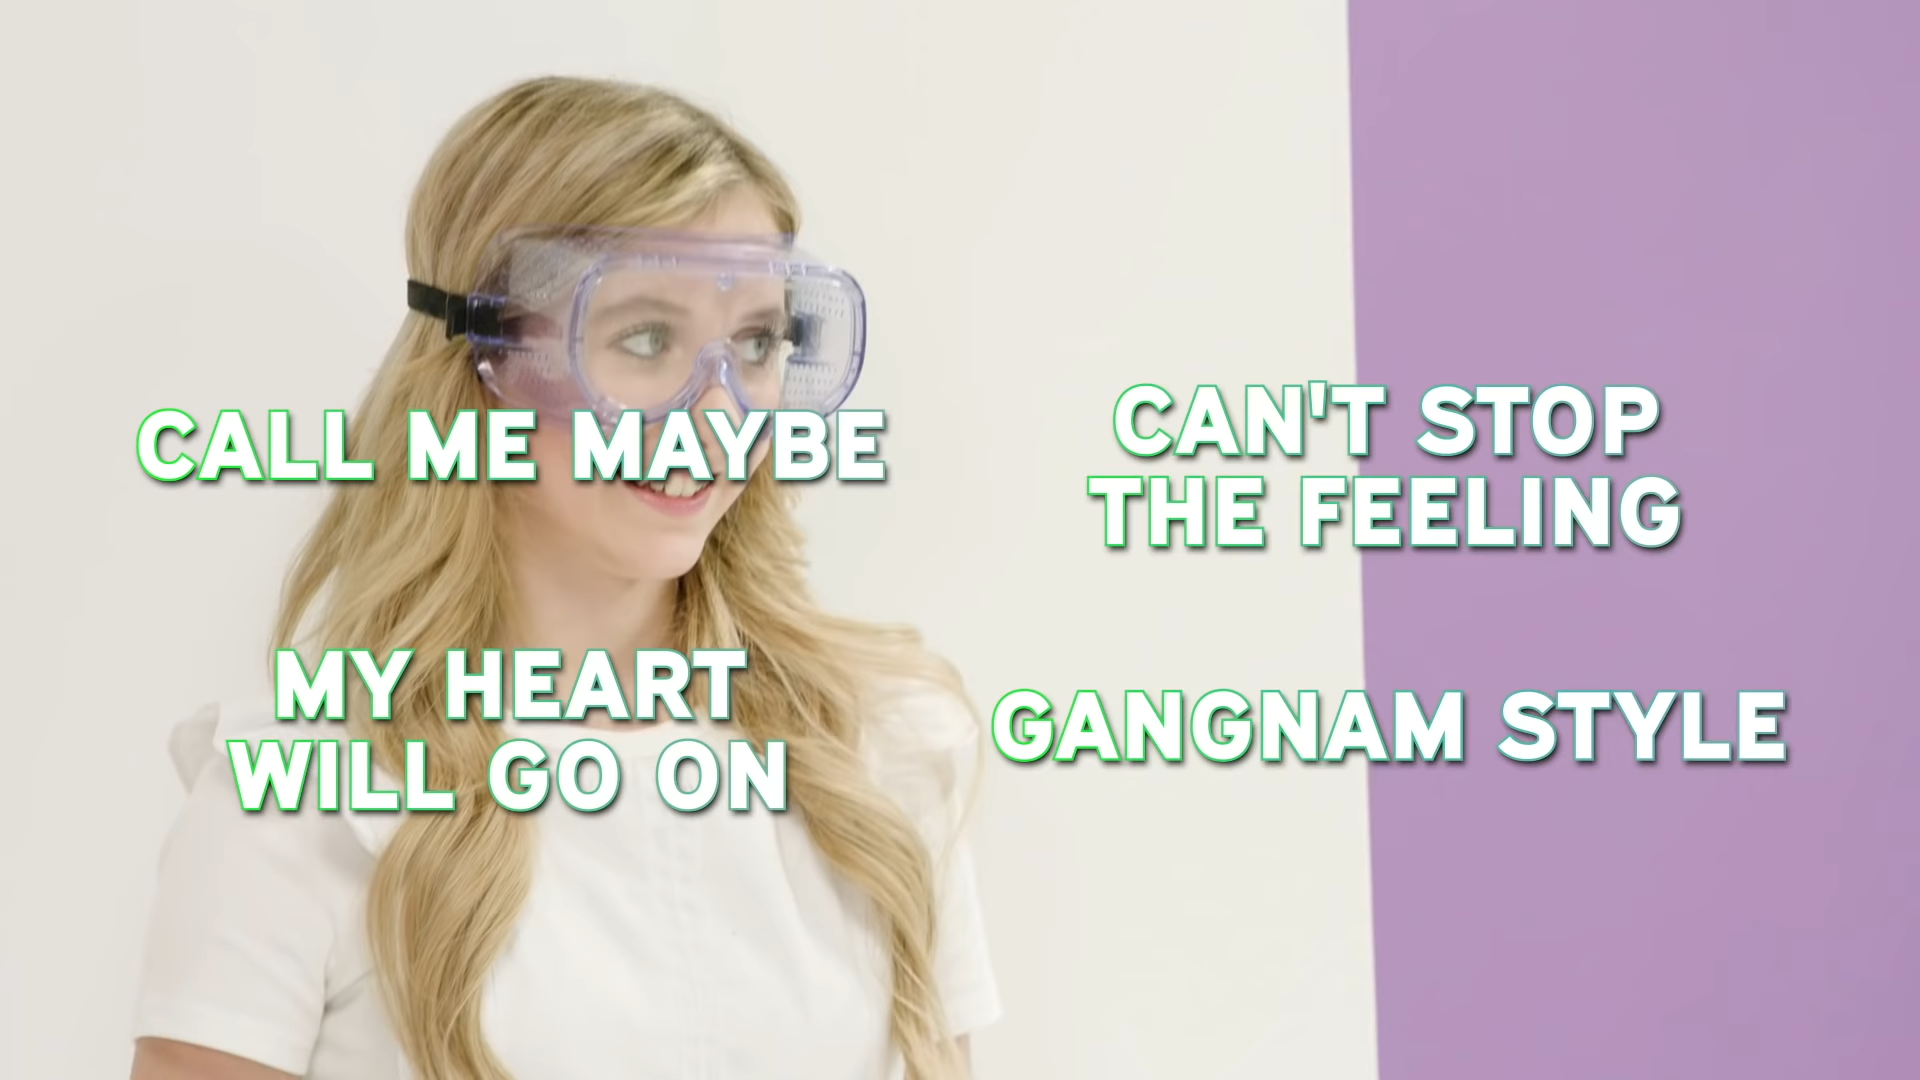 CALL ME MAYBE
CAN'T STOP
THE FEELING
MY HEART
WILL GO ON
GANGNAM STYLE